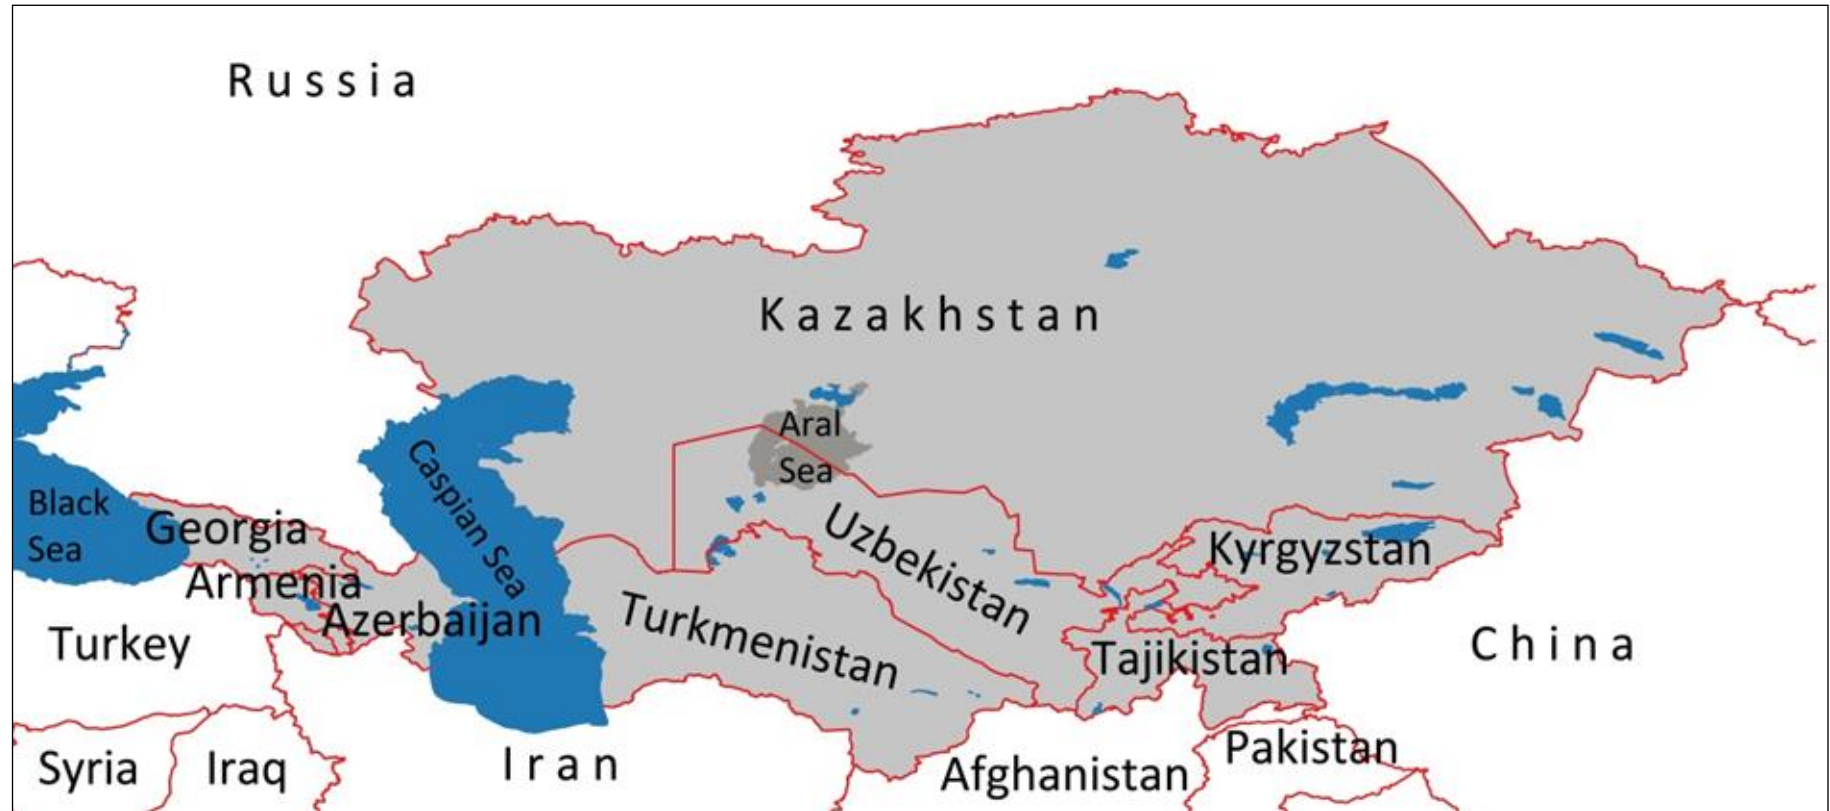 Russia
Kazakhstan
Aral
Sea
Caspian Sea
Black
Sea
Georgia
Uzbekistan
Kyrgyzstan
Armenia
Azerbaijan
Turkmenistan
Turkey
Tajikistan
China
Syria
Iraq
Iran
Afghanistan
Pakistan